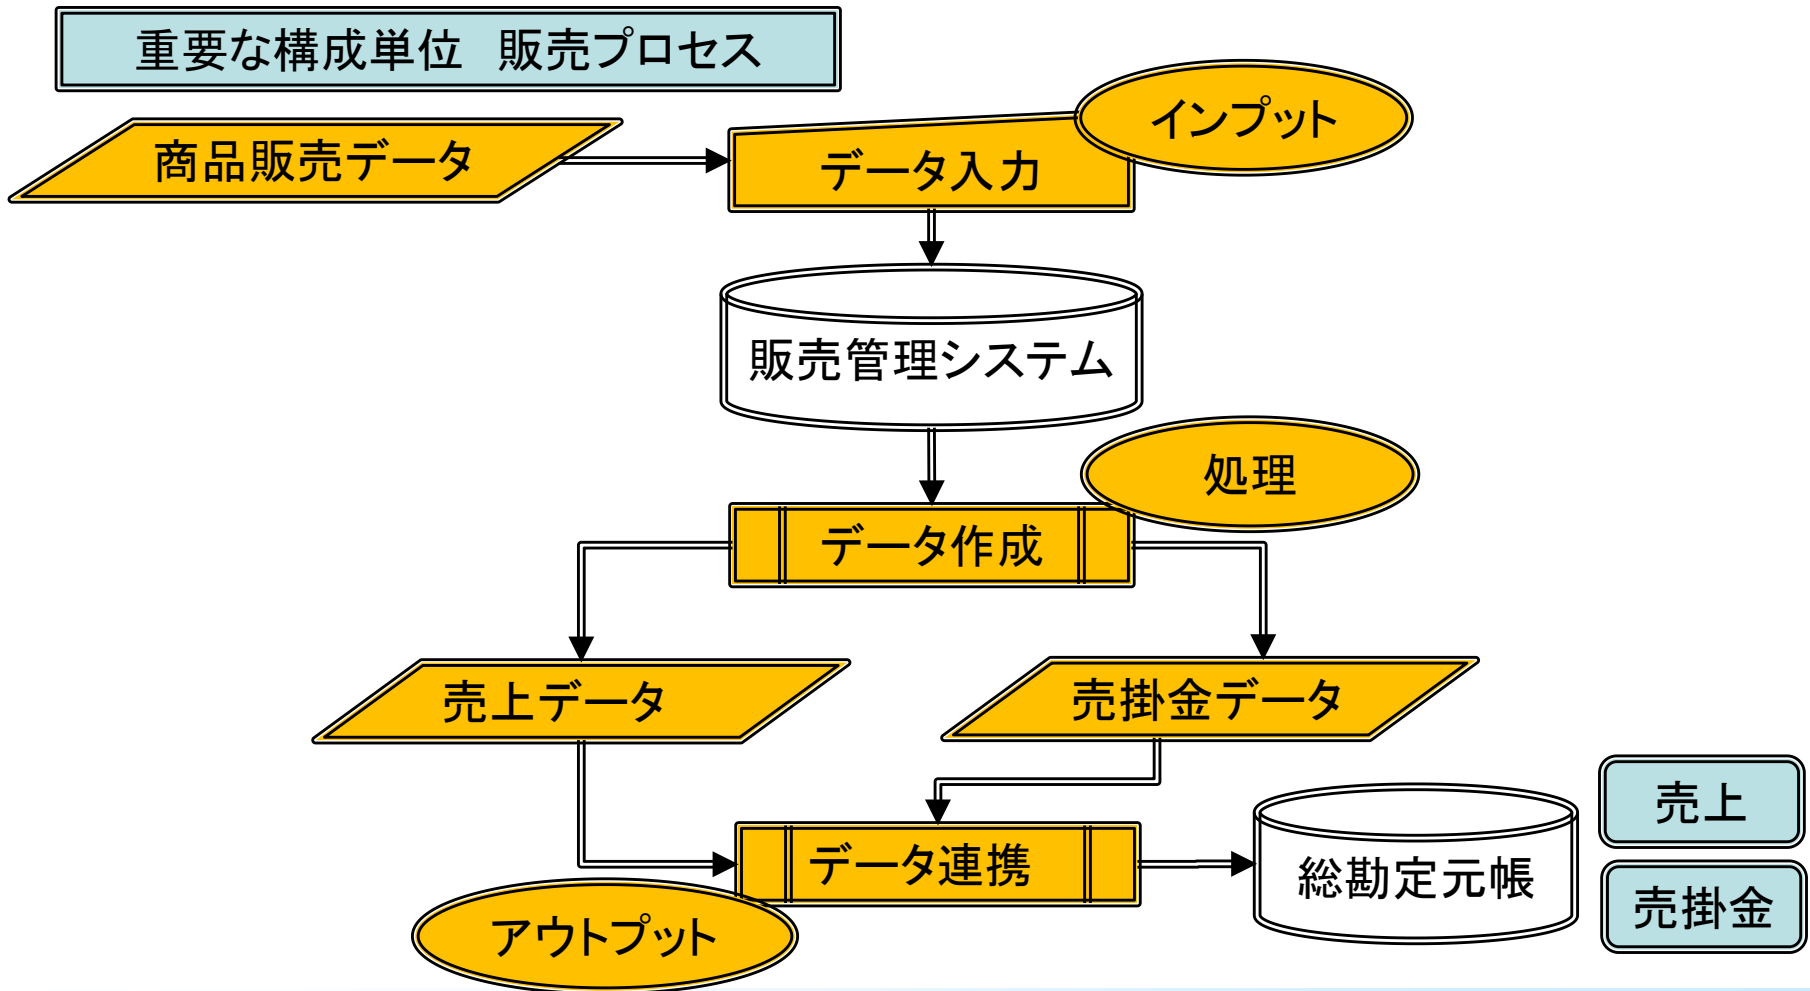 重要な構成単位　販売プロセス
インプット
商品販売データ
データ入力
販売管理システム
処理
データ作成
売上データ
売掛金データ
データ連携
総勘定元帳
売上
売掛金
アウトプット